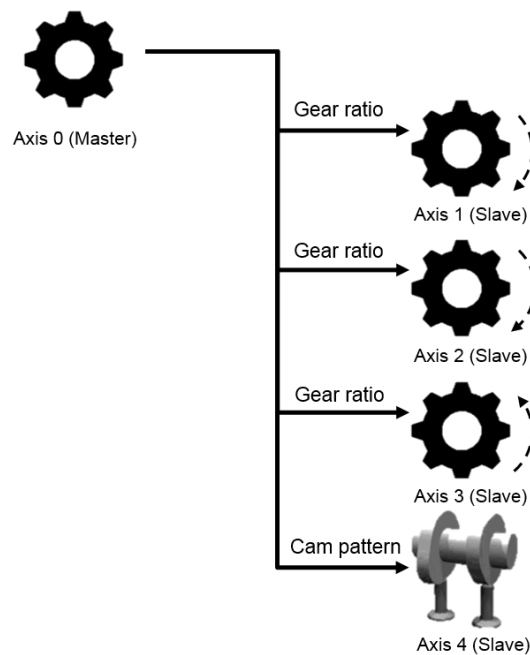 Axis 0 (Master)
Gear ratio
Axis 1 (Slave)
Gear ratio
Axis 2 (Slave)
Gear ratio
Axis 3 (Slave)
Cam pattern
Axis 4 (Slave)